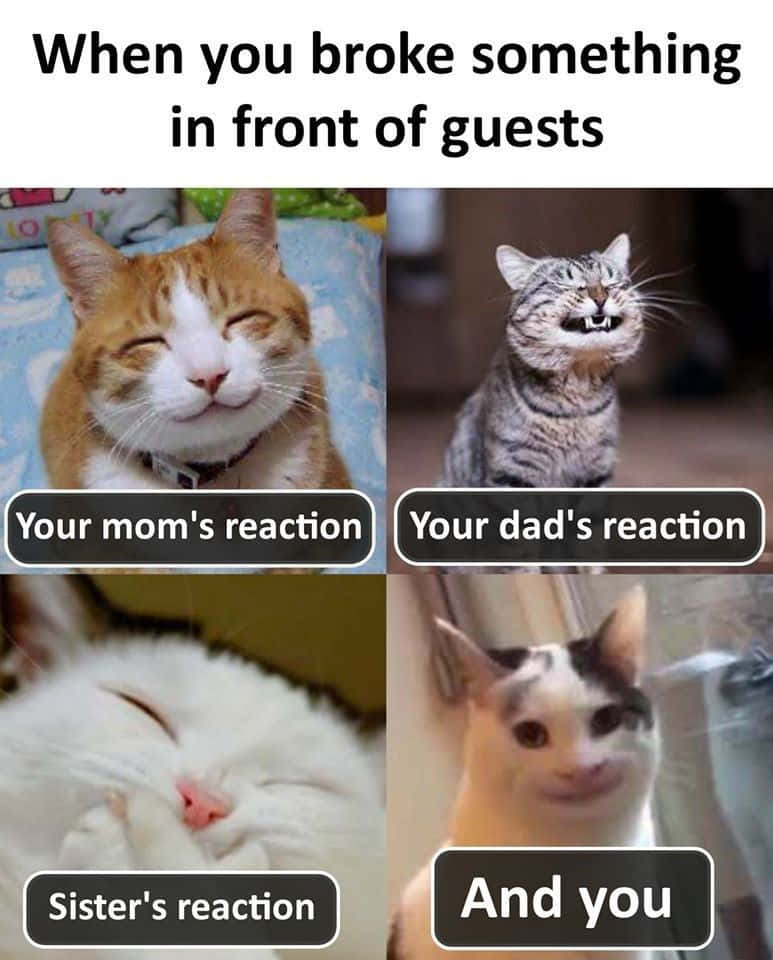 When you broke something
in front of guests
Your mom's reaction
Your dad's reaction
Sister's reaction
And you